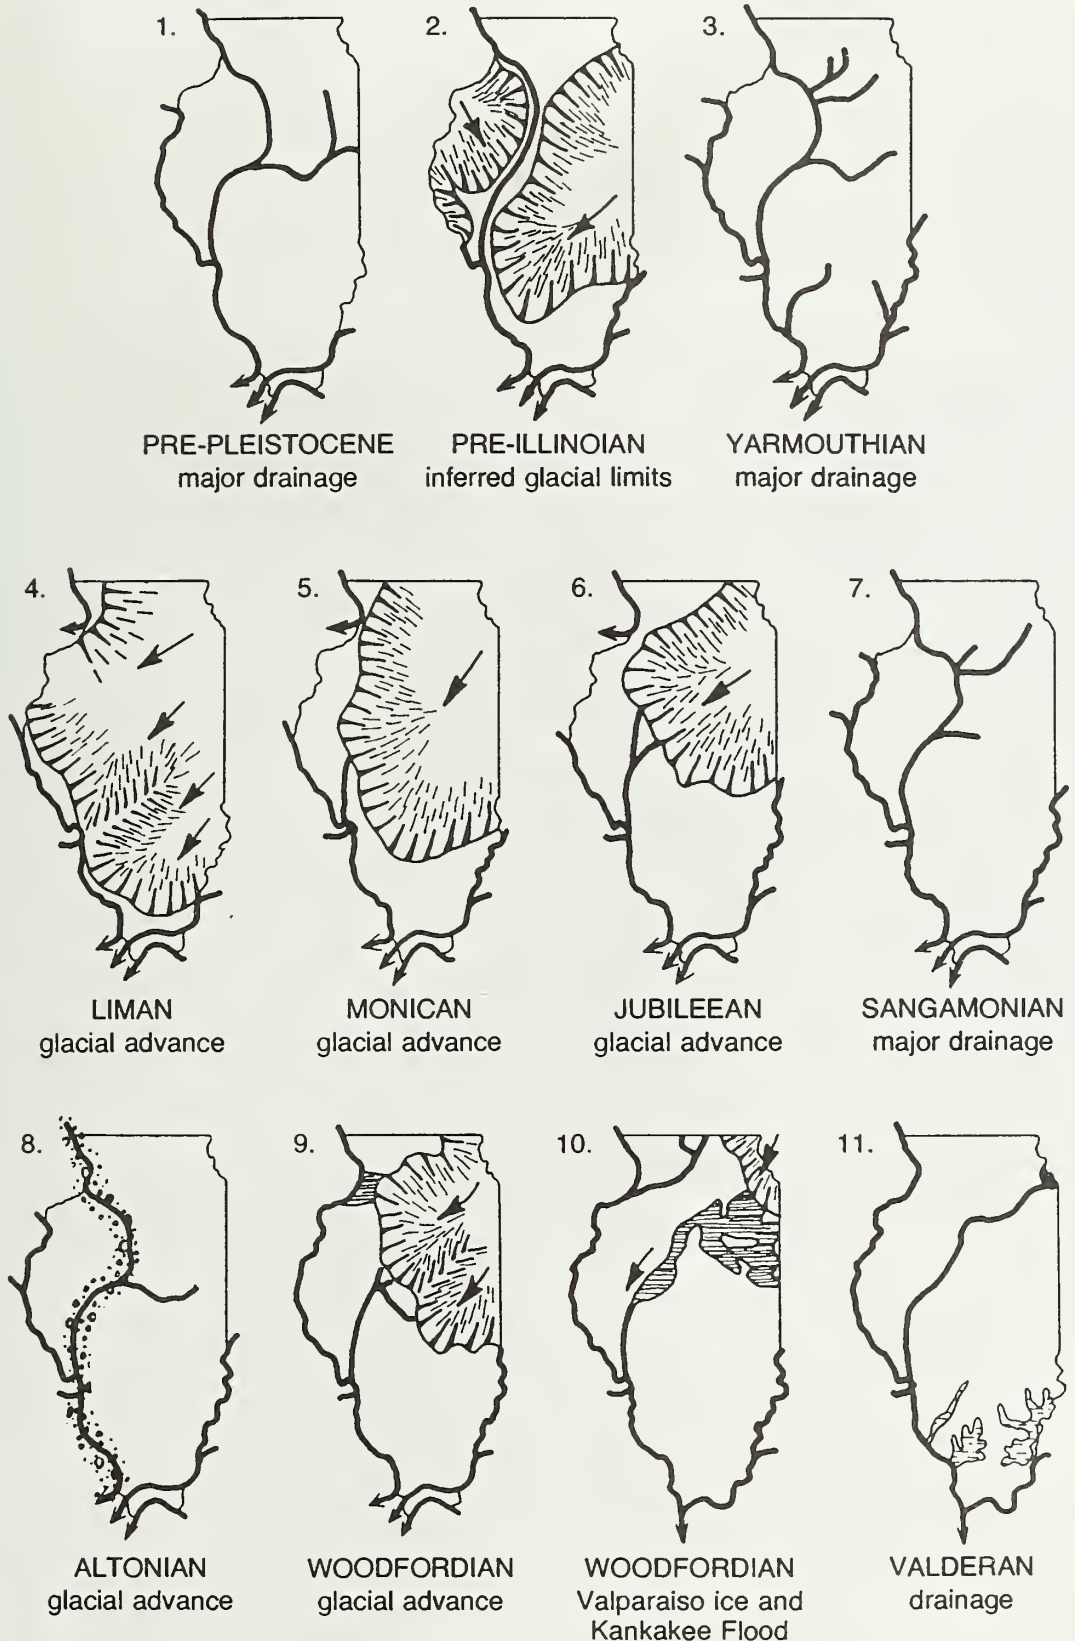 1.
PRE-PLEISTOCENE
major drainage
2.
PRE-ILLINOIAN
inferred glacial limits
3.
YARMOUTHIAN
major drainage
4.
LIMAN
glacial advance
5.
MONICAN
glacial advance
6.
JUBILEEAN
glacial advance
7.
SANGAMONIAN
major drainage
8.
ALTONIAN
glacial advance
9.
WOODFORDIAN
glacial advance
10.
WOODFORDIAN
Valparaiso ice and
Kankakee Flood
11.
VALDERAN
drainage